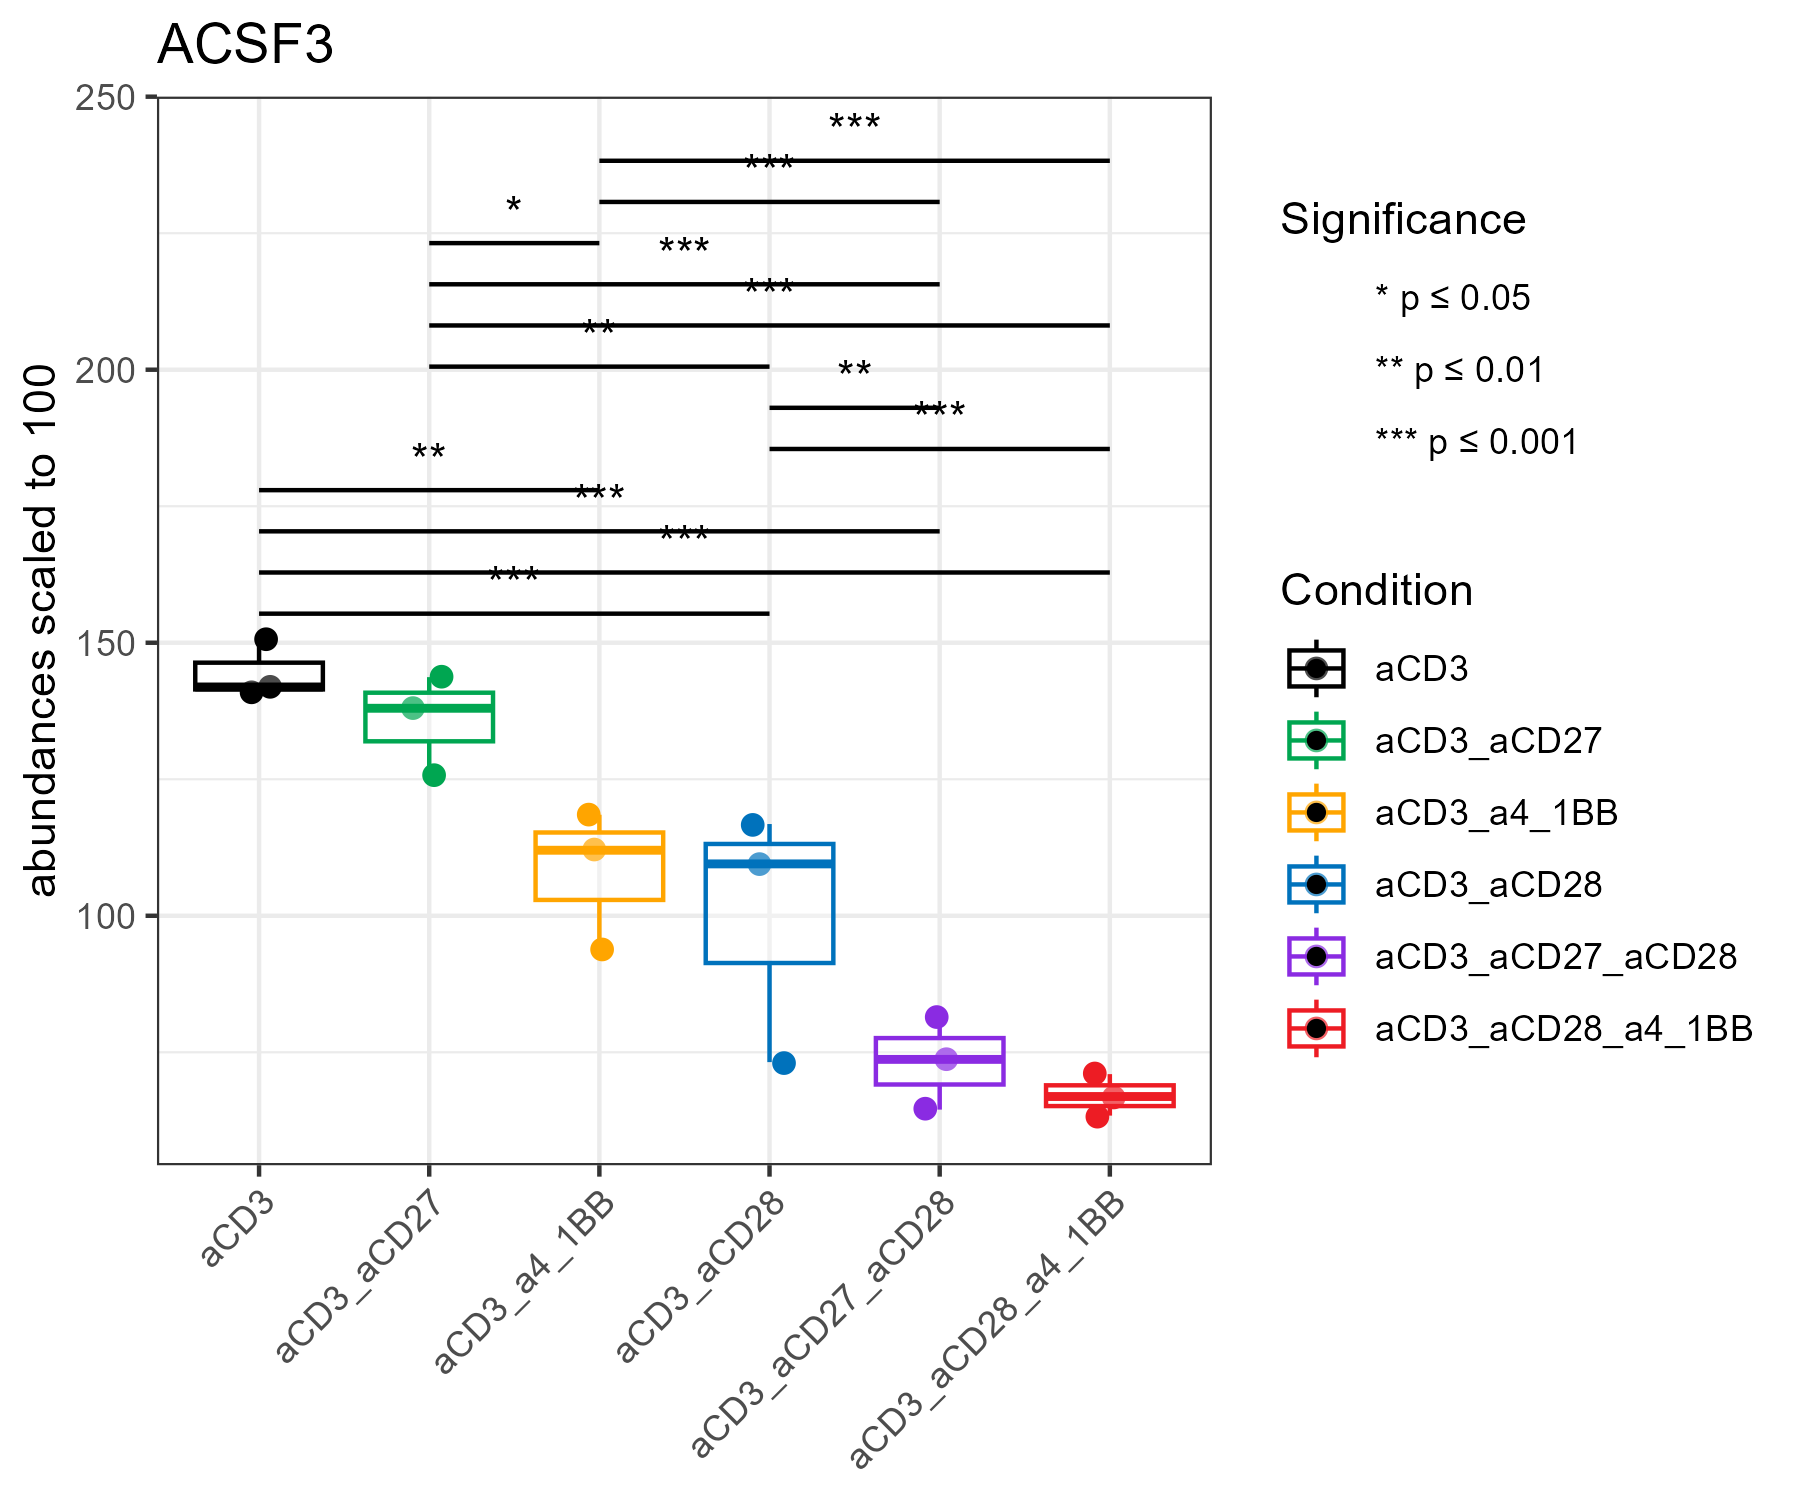 ACSF3
abundances scaled to 100
250
200
150
100
***
***
*
***
***
**
**
***
**
***
***
***
aCD3
aCD3_aCD27
aCD3_a4_1BB
aCD3_aCD28
aCD3_aCD27_aCD28
aCD3_aCD28_a4_1BB
Significance
* p ≤ 0.05
** p ≤ 0.01
*** p ≤ 0.001
Condition
aCD3
aCD3_aCD27
aCD3_a4_1BB
aCD3_aCD28
aCD3_aCD27_aCD28
aCD3_aCD28_a4_1BB